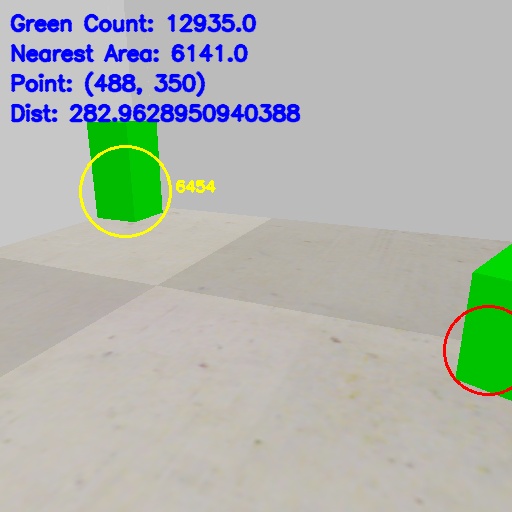 Green Count: 12935.0
Nearest Area: 6141.0
Point: (488, 350)
Dist: 282.9628950940388
6454